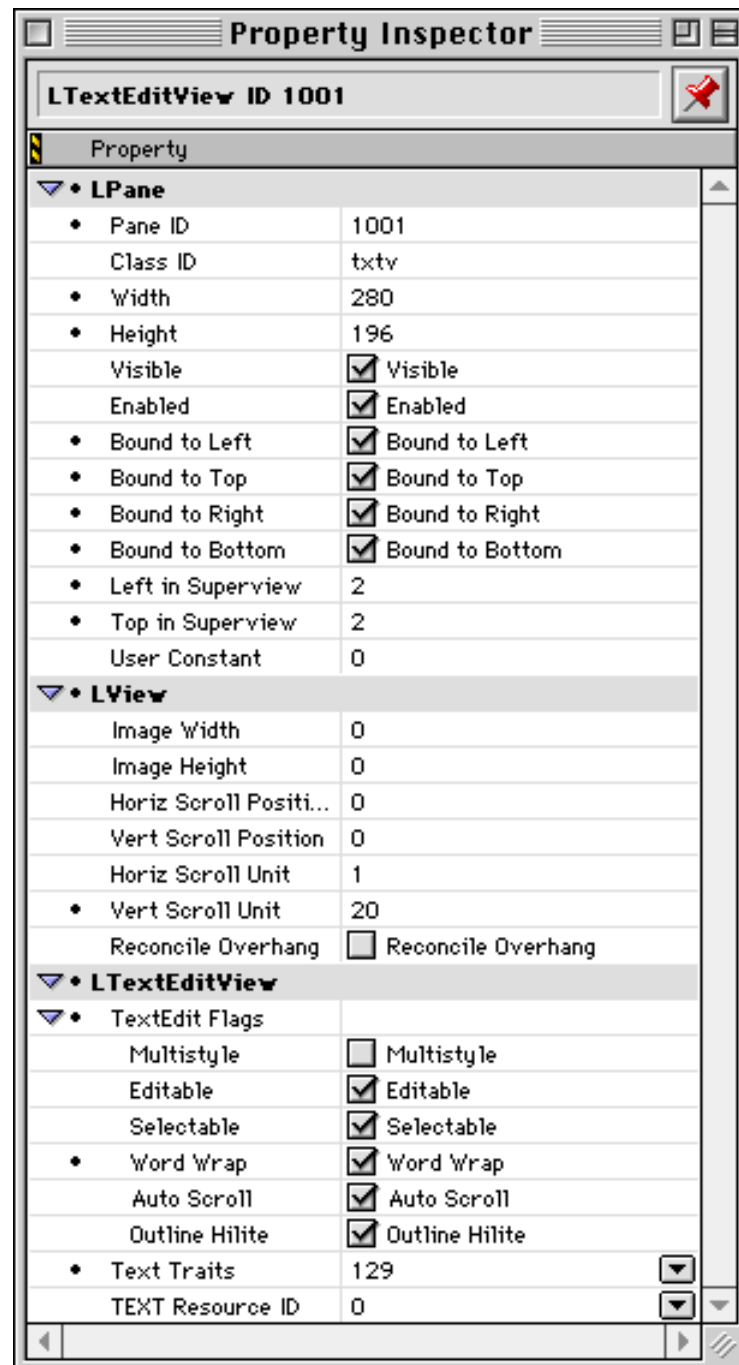 Property Inspector
LTextEditView ID 1001
Property
• LPane
• Pane ID 1001
Class ID txtv
• Width 280
• Height 196
Visible Visible
Enabled Enabled
• Bound to Left Bound to Left
• Bound to Top Bound to Top
• Bound to Right Bound to Right
• Bound to Bottom Bound to Bottom
• Left in Superview 2
• Top in Superview 2
User Constant 0
• LView
Image Width 0
Image Height 0
Horiz Scroll Positi... 0
Vert Scroll Position 0
Horiz Scroll Unit 1
• Vert Scroll Unit 20
Reconcile Overhang Reconcile Overhang
• LTextEditView
• TextEdit Flags
Multistyle Multistyle
Editable Editable
Selectable Selectable
• Word Wrap Word Wrap
Auto Scroll Auto Scroll
Outline Hilite Outline Hilite
• Text Traits 129
TEXT Resource ID 0